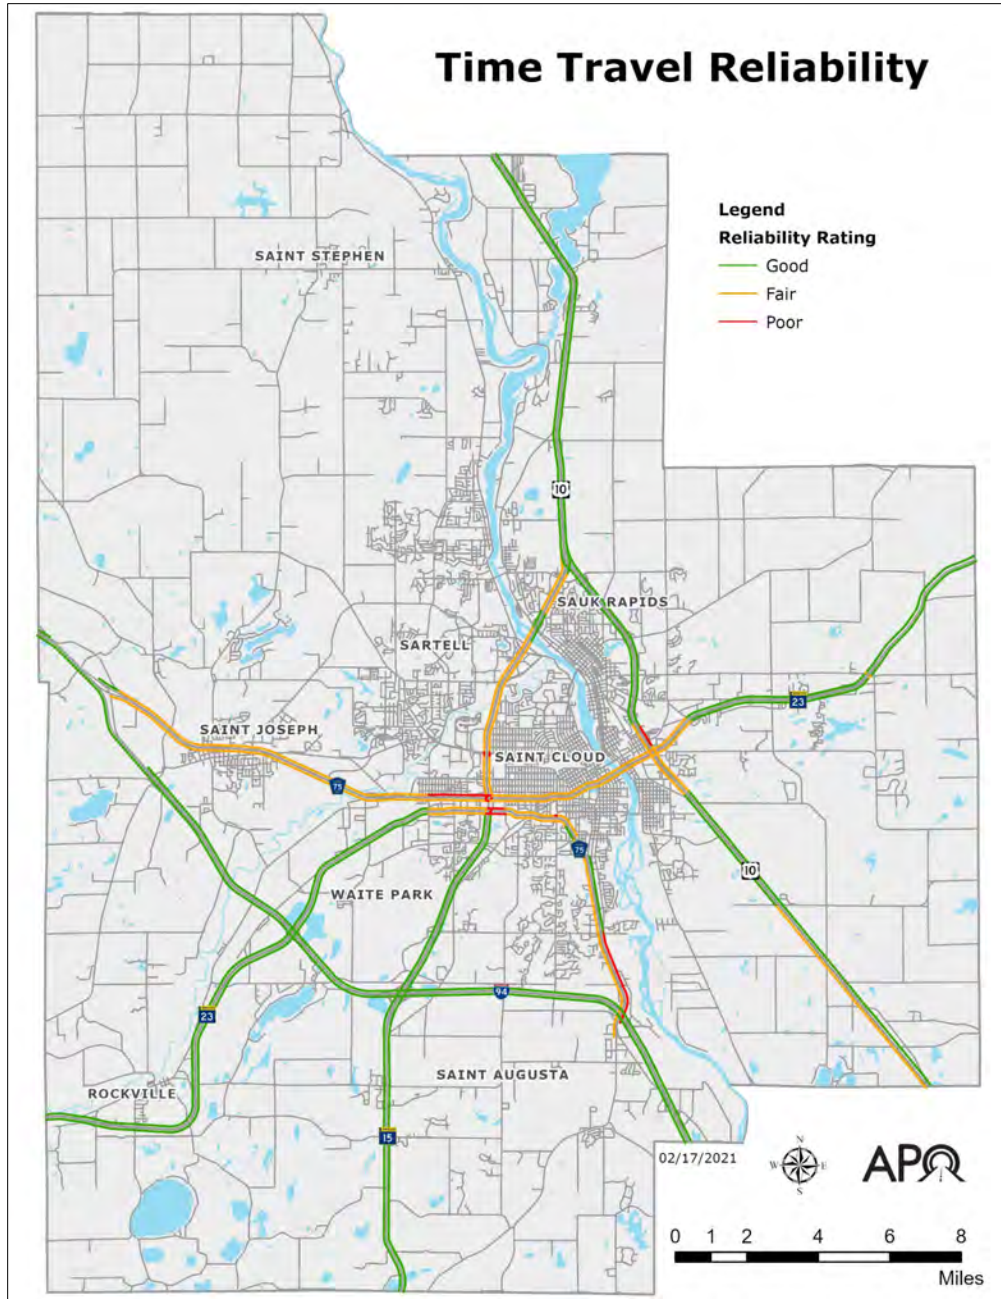 Time Travel Reliability
Legend
Reliability Rating
Good
Fair
Poor
SAINT STEPHEN
10
SAUK RAPIDS
SARTELL
23
SAINT JOSEPH
SAINT CLOUD
75
75
10
WAITE PARK
94
23
SAINT AUGUSTA
ROCKVILLE
15
02/17/2021
N
W E
S
APO
0 1 2 4 6 8
Miles